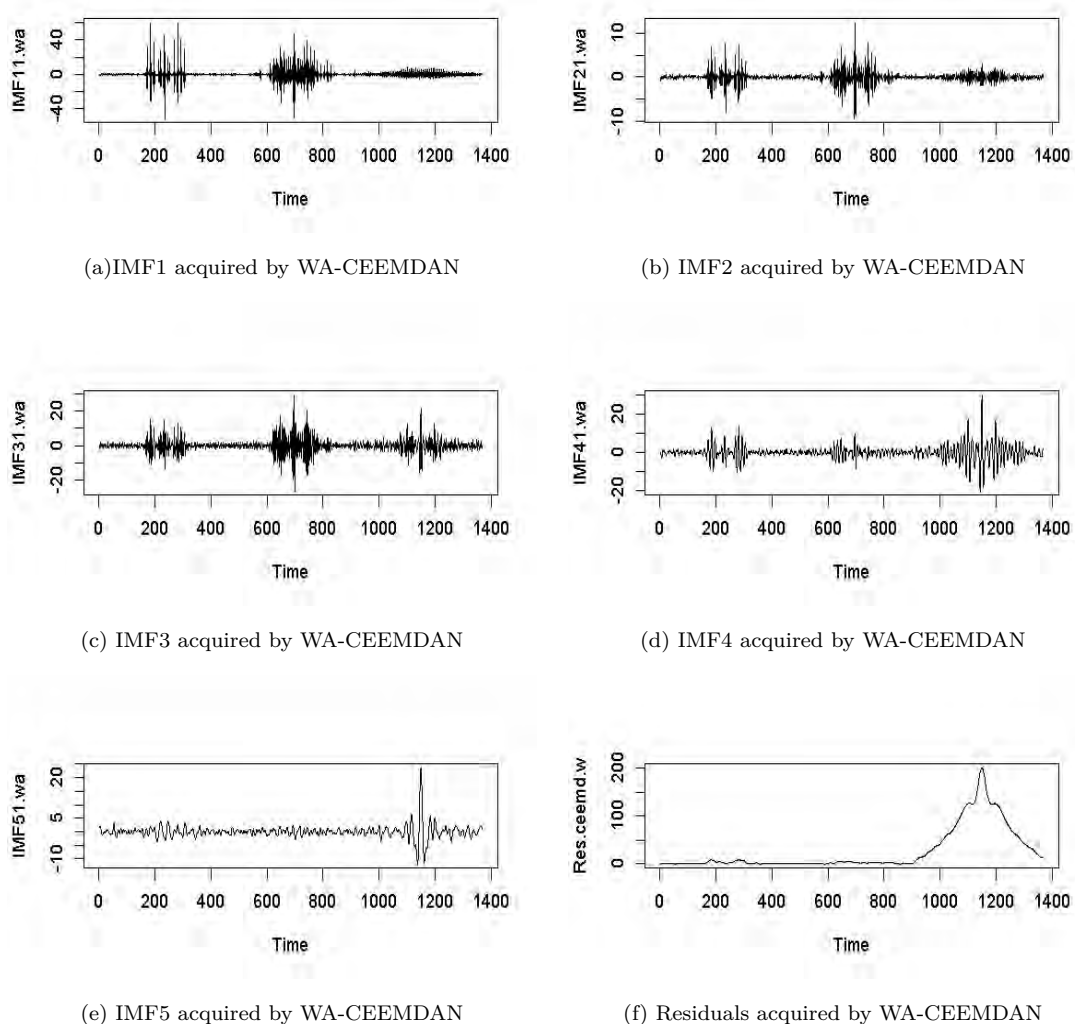 IMF11.wa
40
0
-40
0 200 400 600 800 1000 1200 1400
Time
(a)IMF1 acquired by WA-CEEMDAN
IMF21.wa
10
0
-10
0 200 400 600 800 1000 1200 1400
Time
(b) IMF2 acquired by WA-CEEMDAN
IMF31.wa
20
0
-20
0 200 400 600 800 1000 1200 1400
Time
(c) IMF3 acquired by WA-CEEMDAN
IMF41.wa
20
0
-20
0 200 400 600 800 1000 1200 1400
Time
(d) IMF4 acquired by WA-CEEMDAN
IMF51.wa
20
5
-10
0 200 400 600 800 1000 1200 1400
Time
(e) IMF5 acquired by WA-CEEMDAN
Res.ceemd.w
200
100
0
0 200 400 600 800 1000 1200 1400
Time
(f) Residuals acquired by WA-CEEMDAN